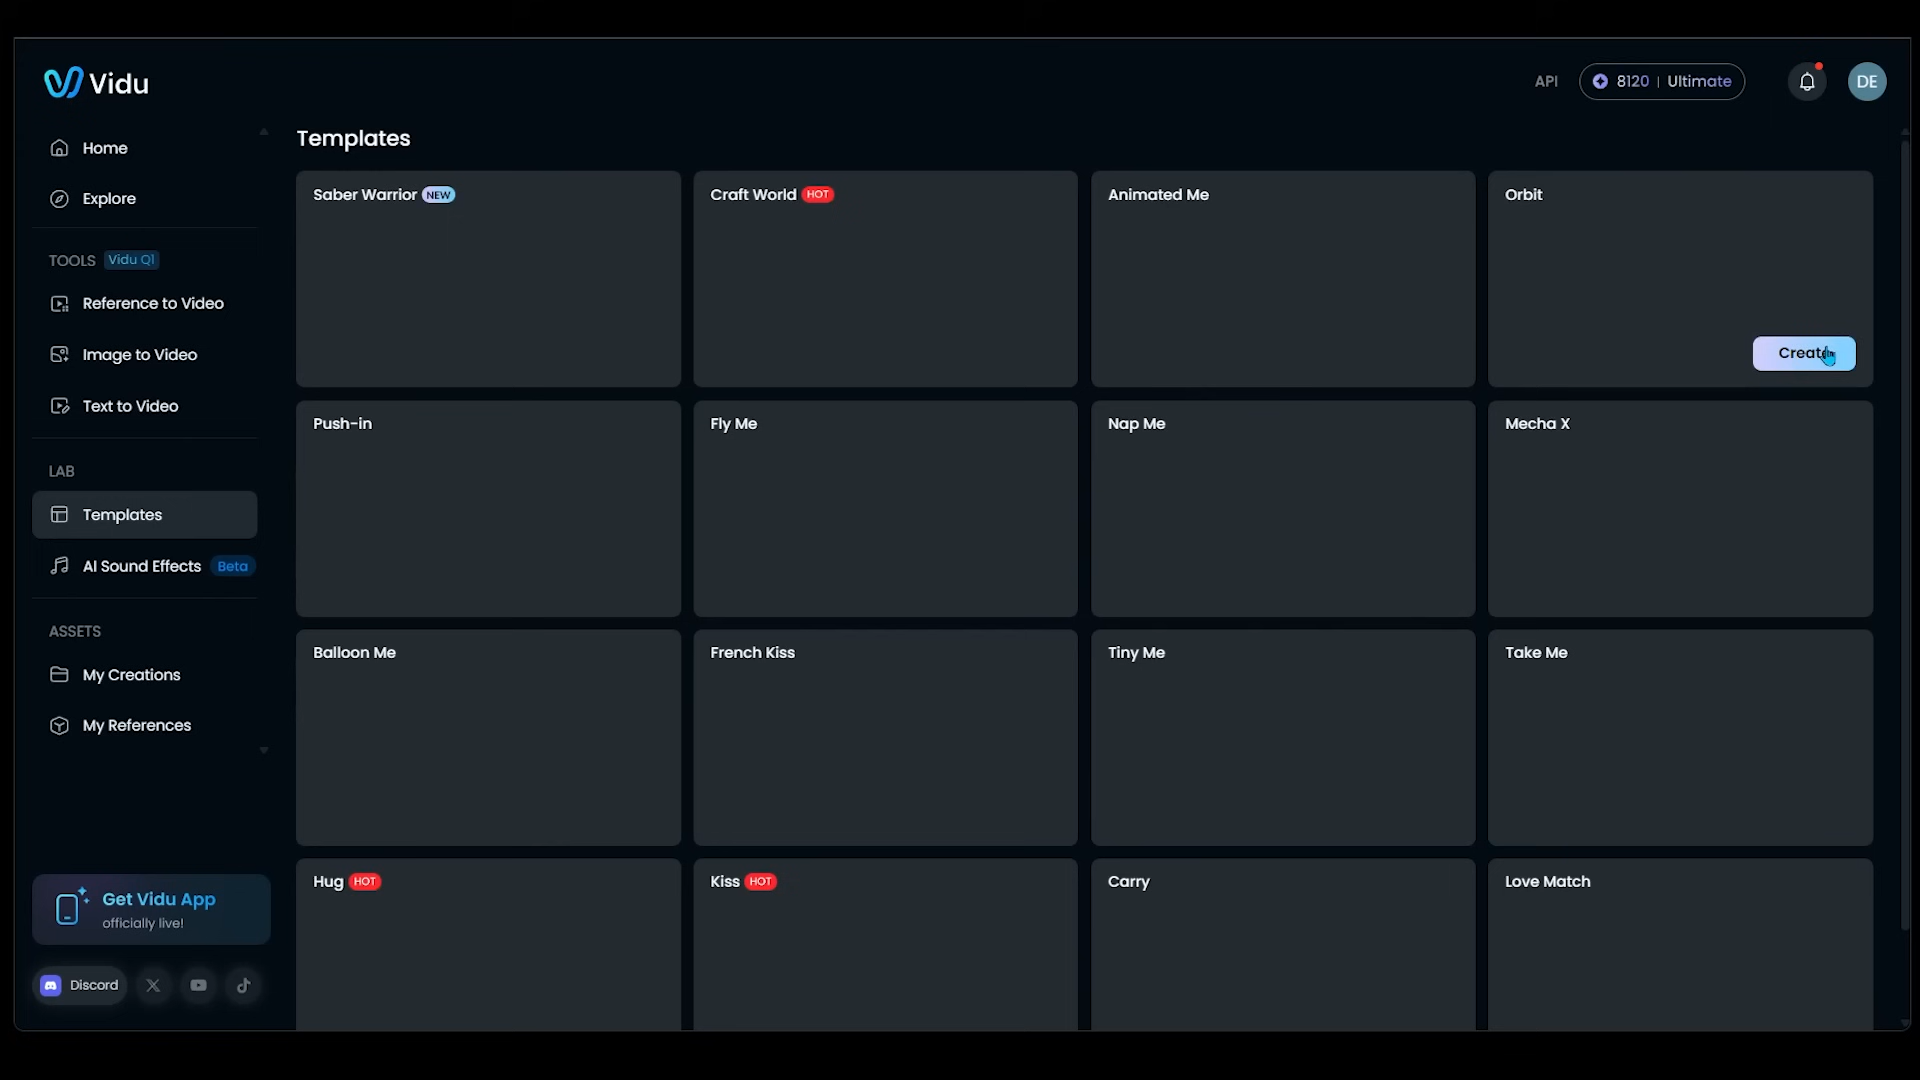 Vidu
API
8120 | Ultimate
DE
Home
Explore
TOOLS Vidu Q1
Reference to Video
Image to Video
Text to Video
LAB
Templates
AI Sound Effects Beta
ASSETS
My Creations
My References
Get Vidu App
officially live!
Discord
Templates
Saber Warrior NEW
Craft World HOT
Animated Me
Orbit
Create
Push-in
Fly Me
Nap Me
Mecha X
Balloon Me
French Kiss
Tiny Me
Take Me
Hug HOT
Kiss HOT
Carry
Love Match